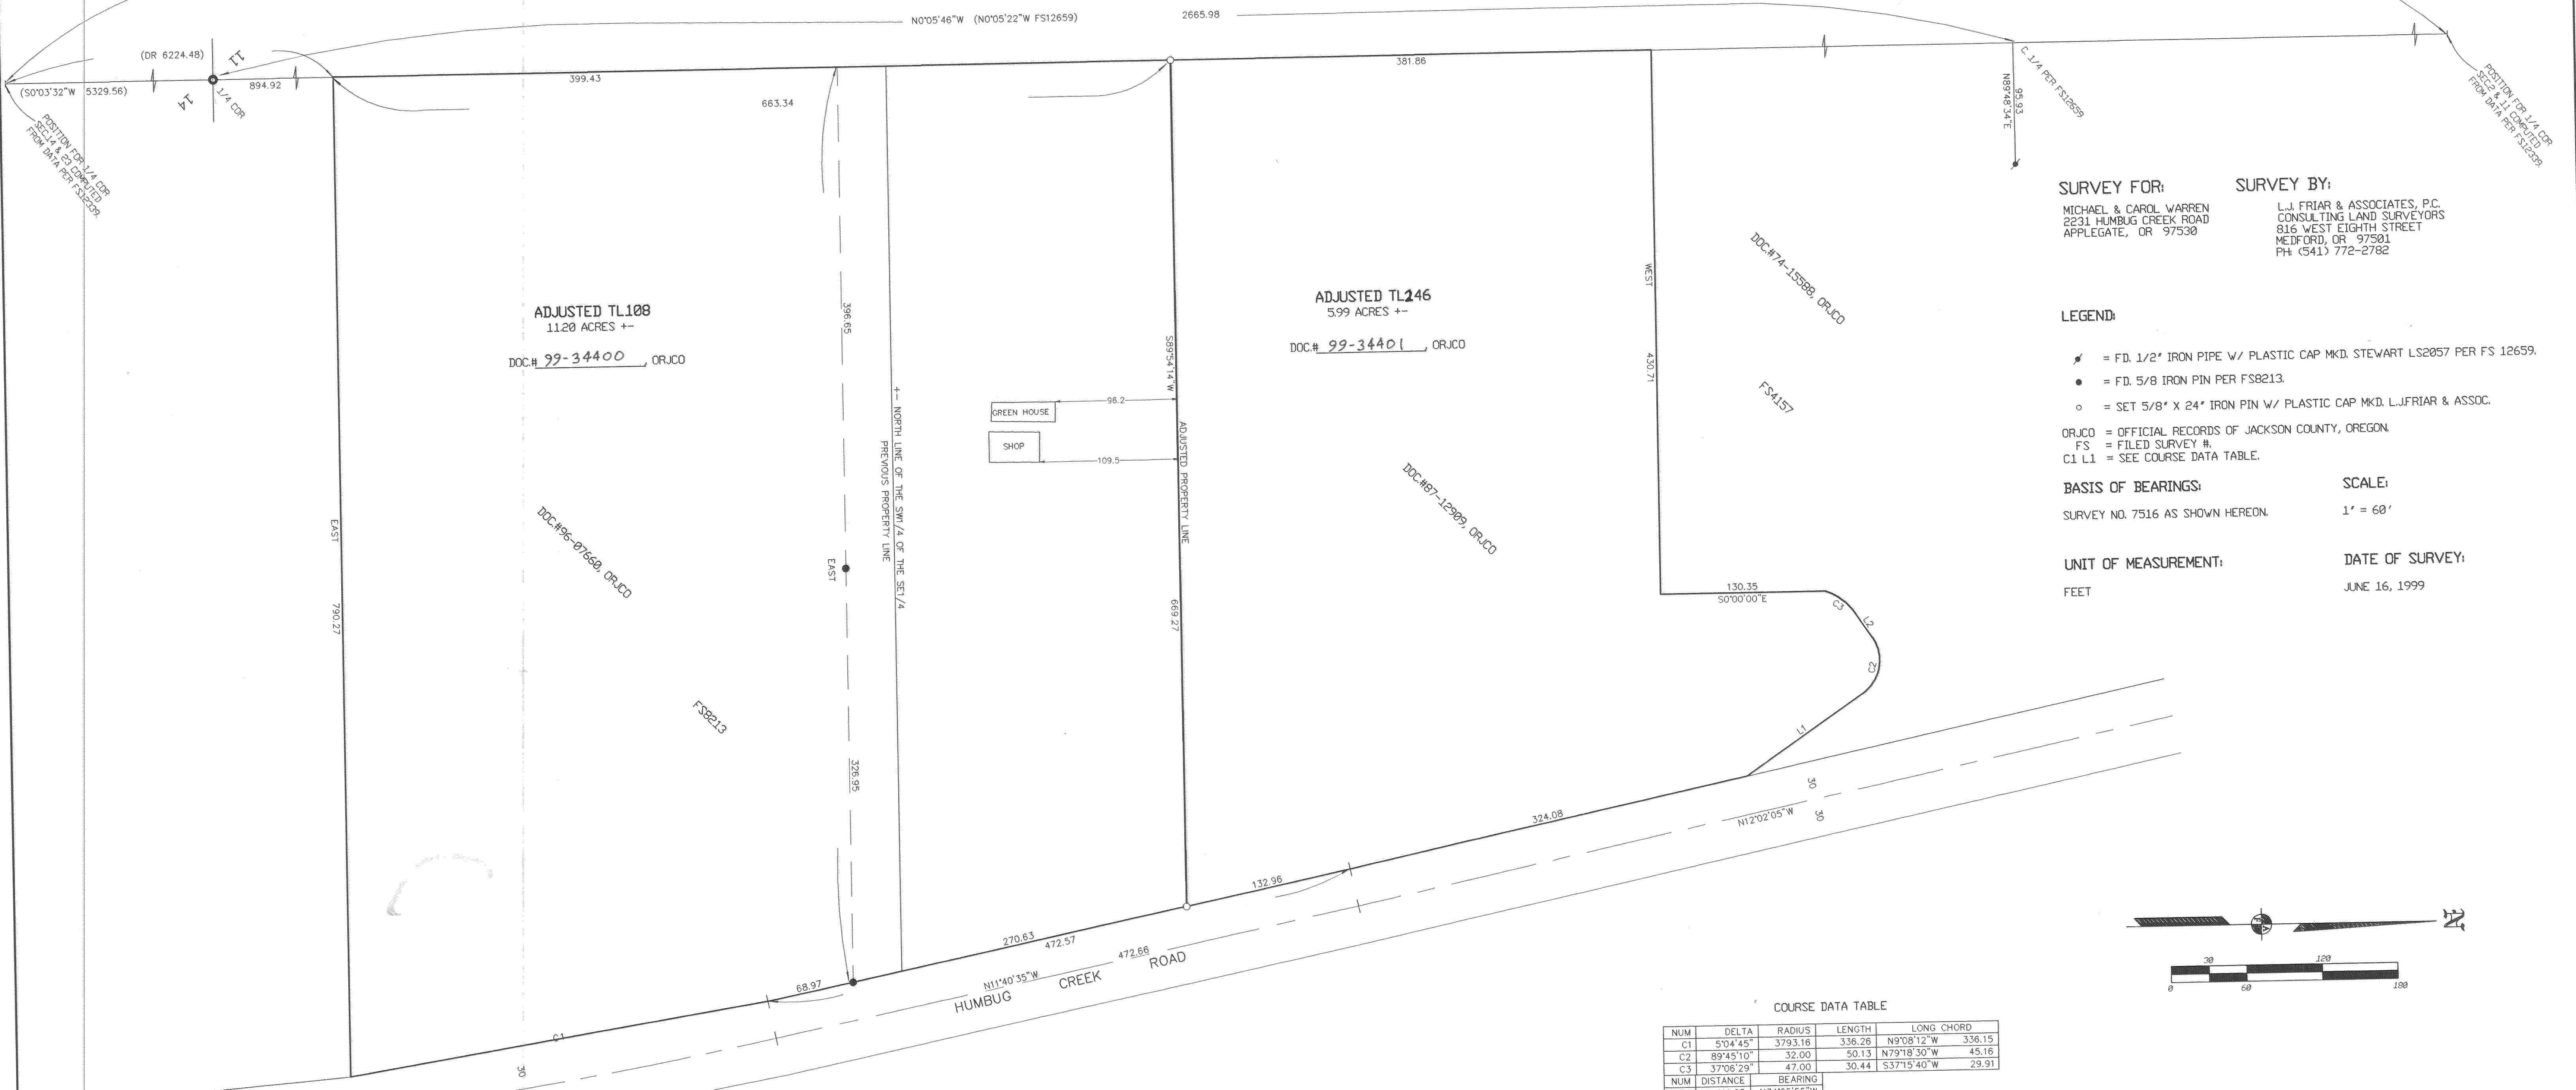 N0°05'46"W (N0°05'22"W FS12659)
2665.98
(DR 6224.48)
11
14
1/4 COR
(S0°03'32"W 5329.56)
894.92
POSITION FOR 1/4 COR
SEC.14 & 23 COMPUTED
FROM DATA PER FS12339.
399.43
663.34
381.86
C 1/4 PER FS12659
95.93
N89°48'34"E
POSITION FOR 1/4 COR
SEC.2 & 11 COMPUTED
FROM DATA PER FS12339.
SURVEY FOR:
MICHAEL & CAROL WARREN
2231 HUMBUG CREEK ROAD
APPLEGATE, OR 97530
SURVEY BY:
L.J. FRIAR & ASSOCIATES, P.C.
CONSULTING LAND SURVEYORS
816 WEST EIGHTH STREET
MEDFORD, OR 97501
PH: (541) 772-2782
ADJUSTED TL108
11.20 ACRES +-
DOC.# 99-34400, ORJCO
ADJUSTED TL246
5.99 ACRES +-
DOC.# 99-34401, ORJCO
DOC.#74-15588, ORJCO
FS4157
DOC.#87-12909, ORJCO
DOC.#96-07660, ORJCO
FS8213
EAST
790.27
396.65
EAST
326.95
+- NORTH LINE OF THE SW1/4 OF THE SE1/4
PREVIOUS PROPERTY LINE
GREEN HOUSE
98.2
SHOP
109.5
S89°54'14"W
ADJUSTED PROPERTY LINE
669.27
WEST
430.71
130.35
S0°00'00"E
C3
L2
C2
L1
LEGEND:
= FD. 1/2" IRON PIPE W/ PLASTIC CAP MKD. STEWART LS2057 PER FS 12659.
= FD. 5/8 IRON PIN PER FS8213.
= SET 5/8" X 24" IRON PIN W/ PLASTIC CAP MKD. L.J.FRIAR & ASSOC.
ORJCO = OFFICIAL RECORDS OF JACKSON COUNTY, OREGON.
FS = FILED SURVEY #.
C1 L1 = SEE COURSE DATA TABLE.
BASIS OF BEARINGS:
SURVEY NO. 7516 AS SHOWN HEREON.
SCALE:
1" = 60'
UNIT OF MEASUREMENT:
FEET
DATE OF SURVEY:
JUNE 16, 1999
324.08
30
30
N12°02'05"W
132.96
270.63
472.57
472.66
N11°40'35"W
HUMBUG CREEK ROAD
68.97
C1
30
N
30
120
0
60
180
COURSE DATA TABLE
NUM DELTA RADIUS LENGTH LONG CHORD
C1 5°04'45" 3793.16 336.26 N9°08'12"W 336.15
C2 89°45'10" 32.00 50.13 N79°18'30"W 45.16
C3 37°06'29" 47.00 30.44 S37°15'40"W 29.91
NUM DISTANCE BEARING